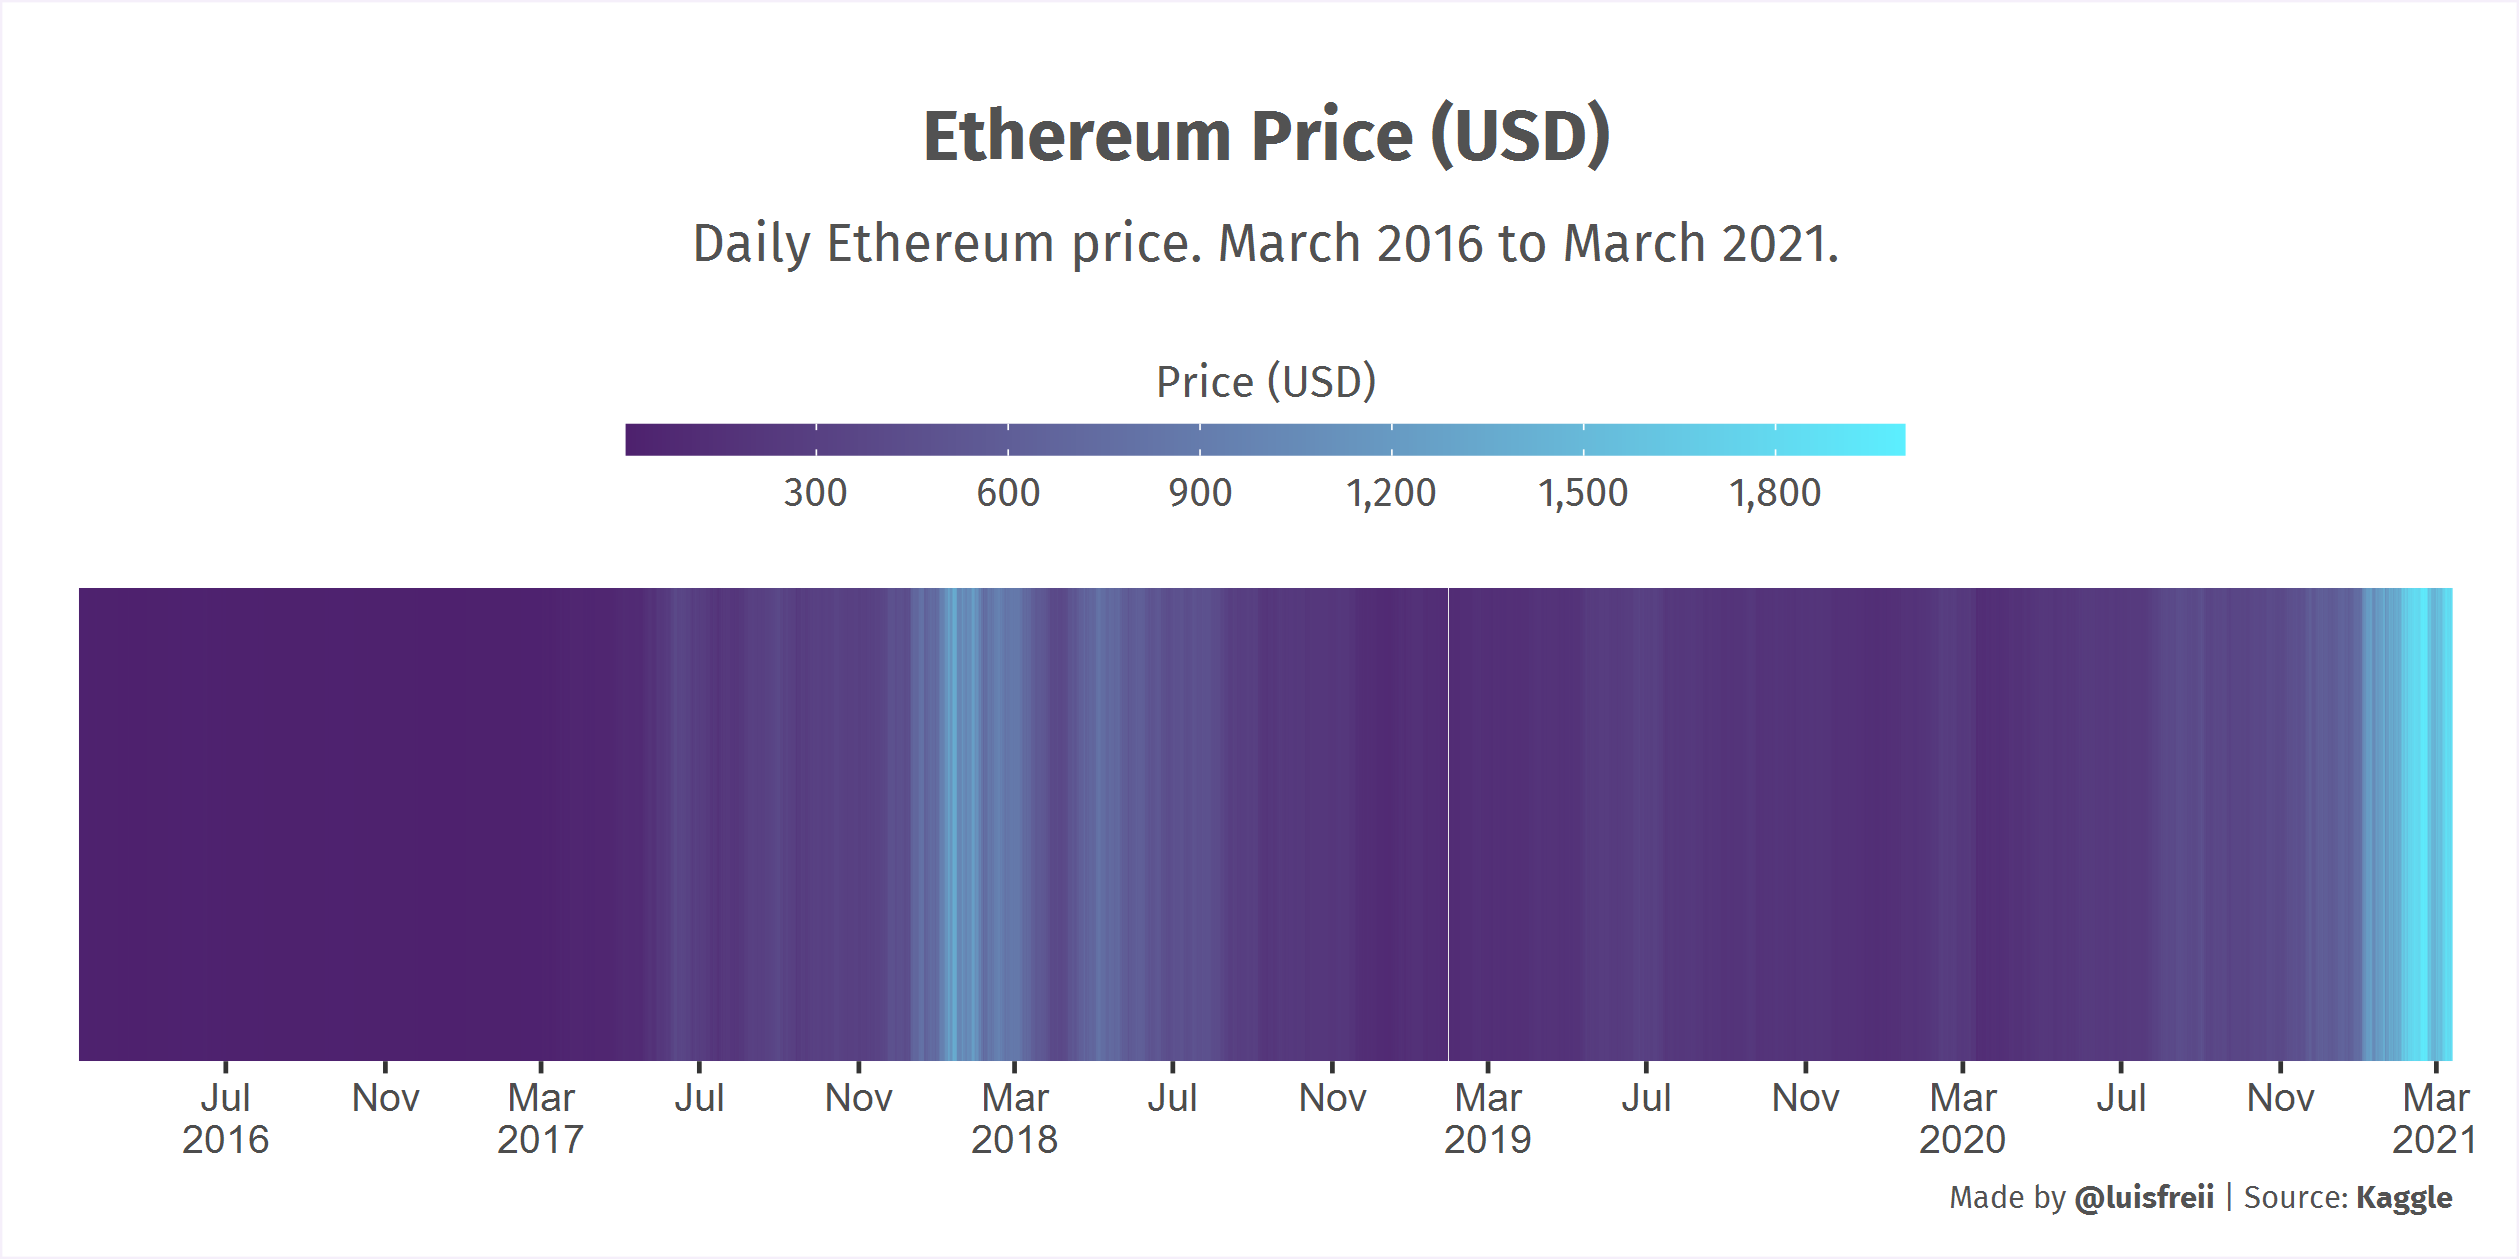 Ethereum Price (USD)
Daily Ethereum price. March 2016 to March 2021.
Price (USD)
300 600 900 1,200 1,500 1,800
Jul Nov Mar Jul Nov Mar Jul Nov Mar Jul Nov Mar Jul Nov Mar
2016 2017 2018 2019 2020 2021
Made by @luisfreii | Source: Kaggle